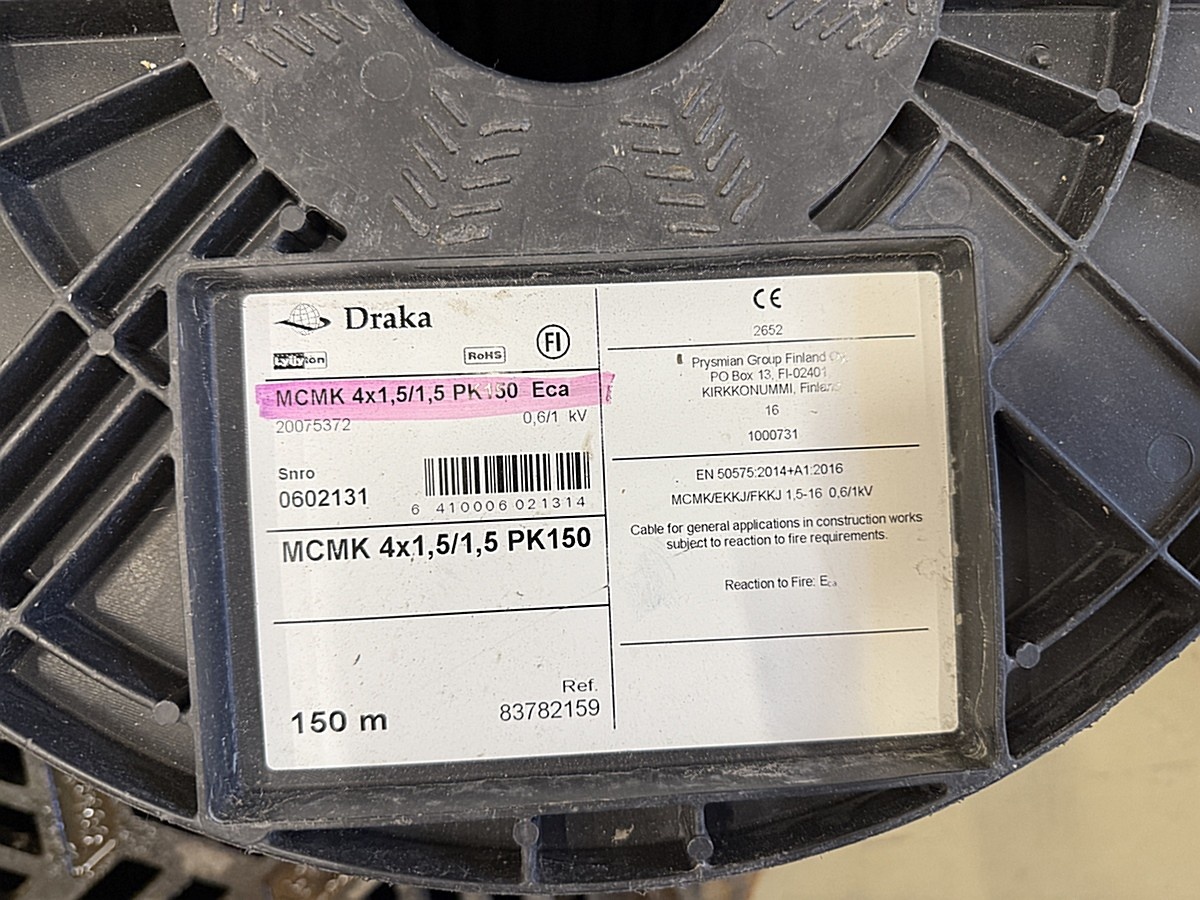 Draka
RoHS
FI
MCMK 4x1,5/1,5 PK150 Eca
20075372
0,6/1 kV
Snro
0602131
6 410006 021314
MCMK 4x1,5/1,5 PK150
Ref.
83782159
150 m
CE
2652
Prysmian Group Finland
PO Box 13, FI-02401
KIRKKONUMMI, Finland
16
1000731
EN 50575:2014+A1:2016
MCMK/EKKJ/FKKJ 1,5-16 0,6/1kV
Cable for general applications in construction works
subject to reaction to fire requirements.
Reaction to Fire: Eca